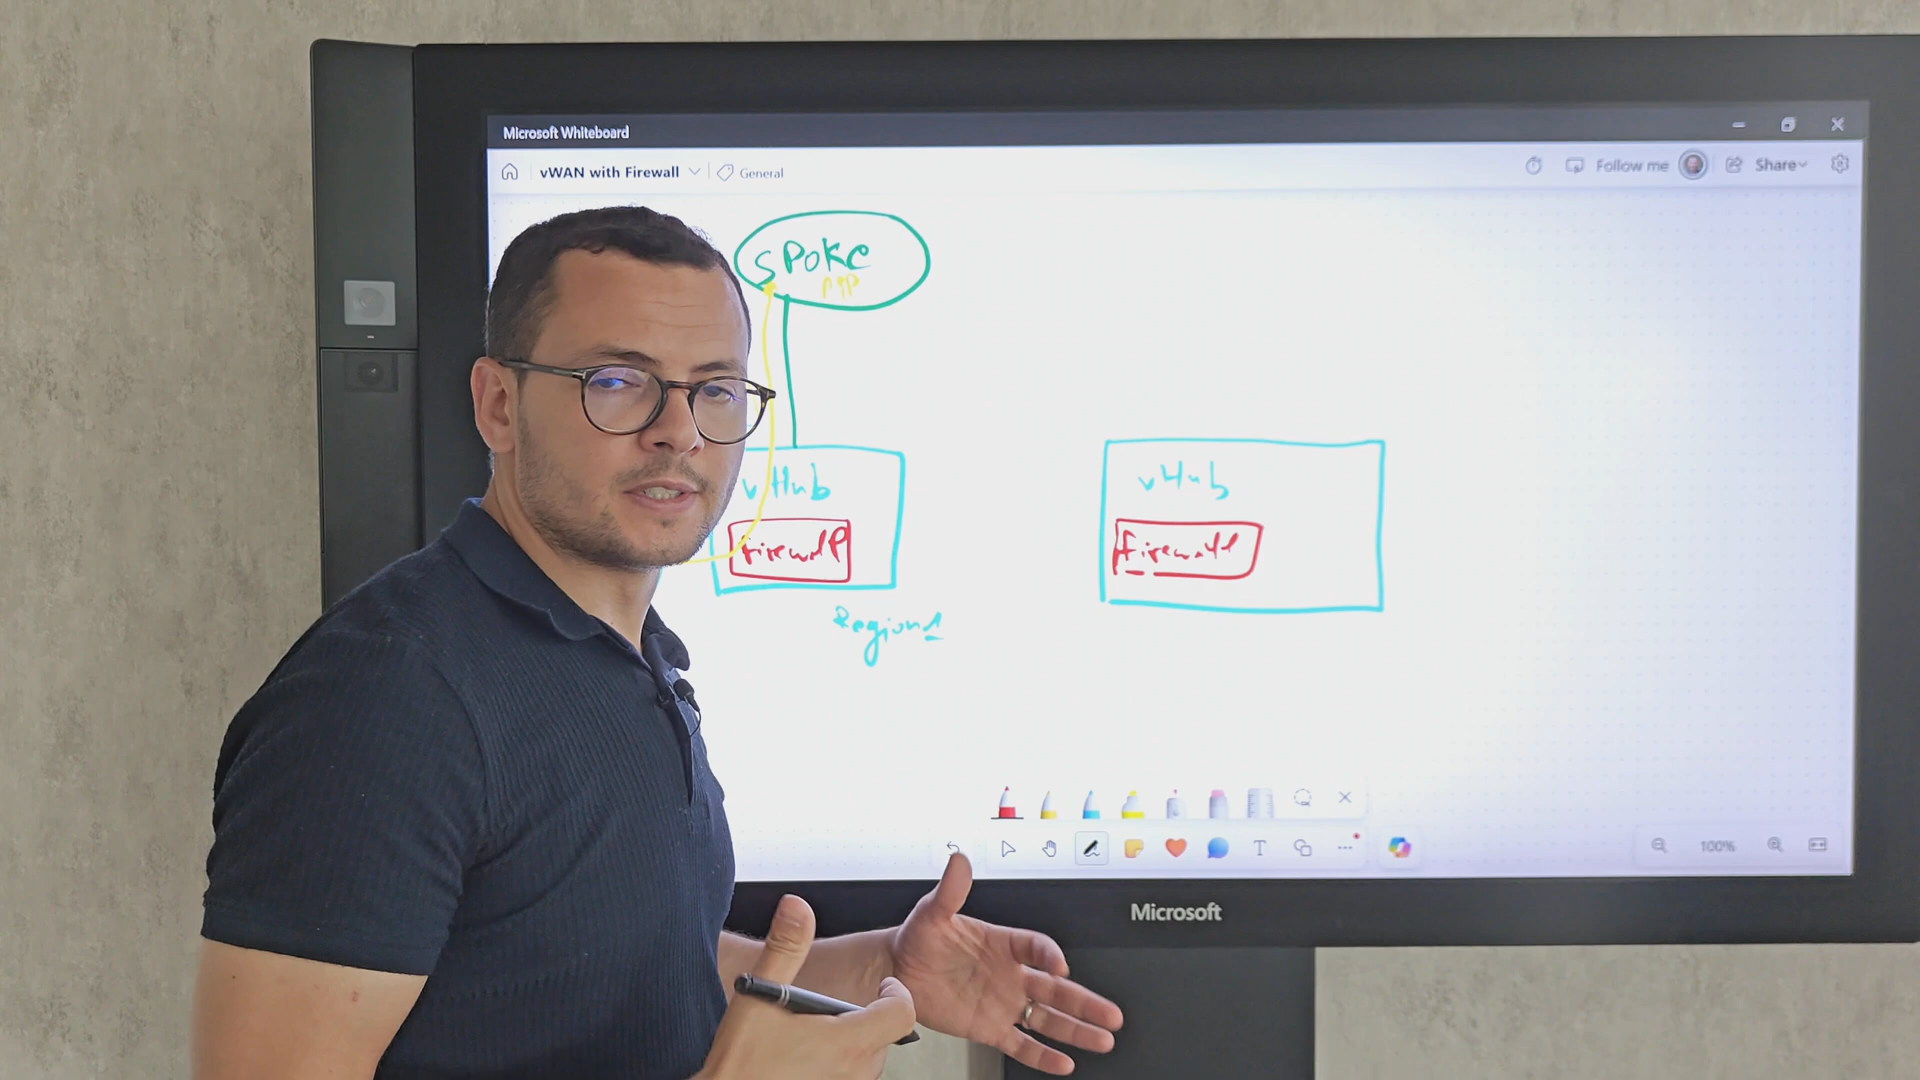 Microsoft Whiteboard
vWAN with Firewall
General
Follow me
Share
SPoKe
vHub
firewall
Region1
vHub
firewall
T
100%
Microsoft